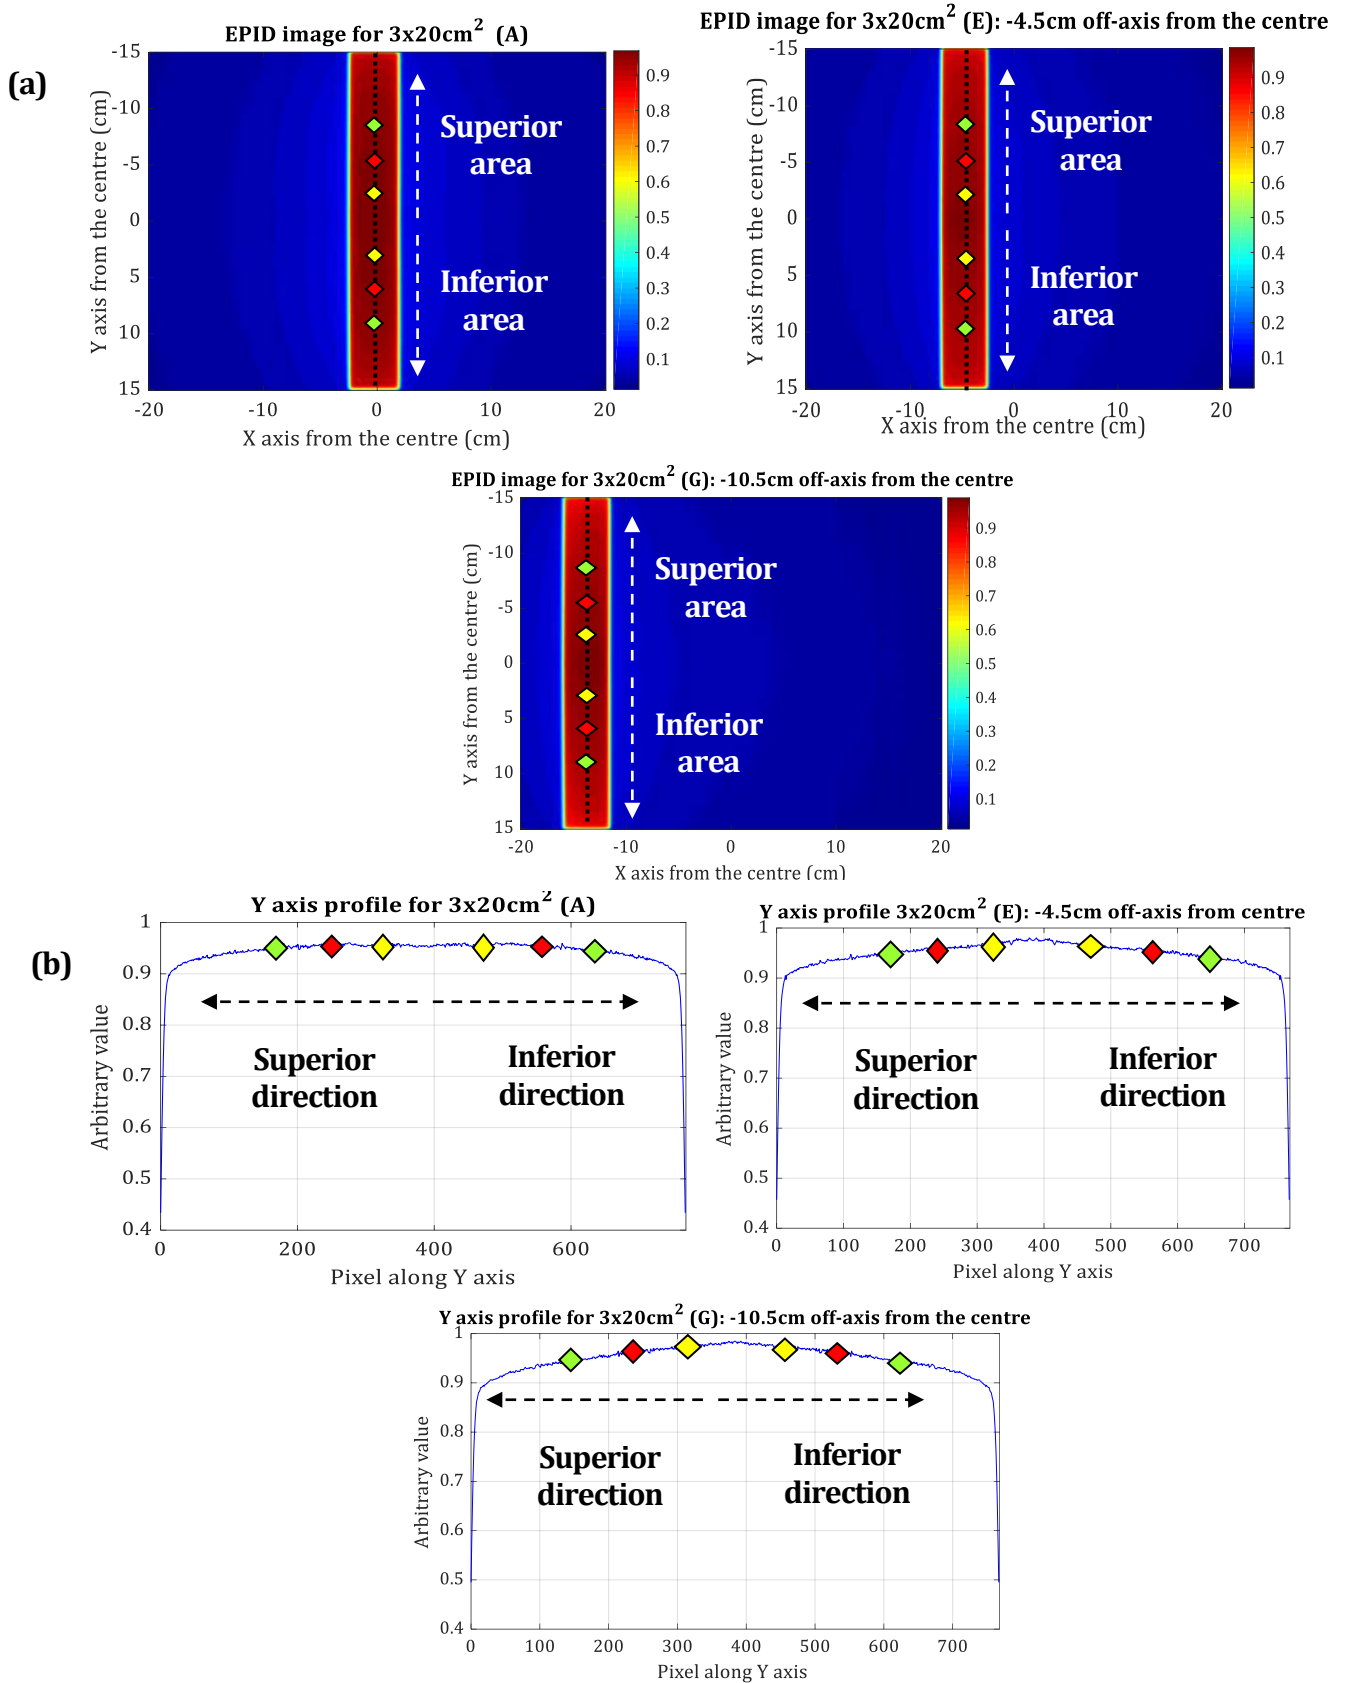 (a)
EPID image for 3x20cm2 (A)
-15
-10
-5
0
5
10
15
-20
-10
0
10
20
Y axis from the centre (cm)
X axis from the centre (cm)
Superior
area
Inferior
area
0.9
0.8
0.7
0.6
0.5
0.4
0.3
0.2
0.1
EPID image for 3x20cm2 (E): -4.5cm off-axis from the centre
-15
-10
-5
0
5
10
15
-20
-10
0
10
20
Y axis from the centre (cm)
X axis from the centre (cm)
Superior
area
Inferior
area
0.9
0.8
0.7
0.6
0.5
0.4
0.3
0.2
0.1
EPID image for 3x20cm2 (G): -10.5cm off-axis from the centre
-15
-10
-5
0
5
10
15
-20
-10
0
10
20
Y axis from the centre (cm)
X axis from the centre (cm)
Superior
area
Inferior
area
0.9
0.8
0.7
0.6
0.5
0.4
0.3
0.2
0.1
(b)
Y axis profile for 3x20cm2 (A)
1
0.9
0.8
0.7
0.6
0.5
0.4
0
200
400
600
Arbitrary value
Pixel along Y axis
Superior
direction
Inferior
direction
Y axis profile 3x20cm2 (E): -4.5cm off-axis from centre
1
0.9
0.8
0.7
0.6
0.5
0.4
0
100
200
300
400
500
600
700
Arbitrary value
Pixel along Y axis
Superior
direction
Inferior
direction
Y axis profile for 3x20cm2 (G): -10.5cm off-axis from the centre
1
0.9
0.8
0.7
0.6
0.5
0.4
0
100
200
300
400
500
600
700
Arbitrary value
Pixel along Y axis
Superior
direction
Inferior
direction